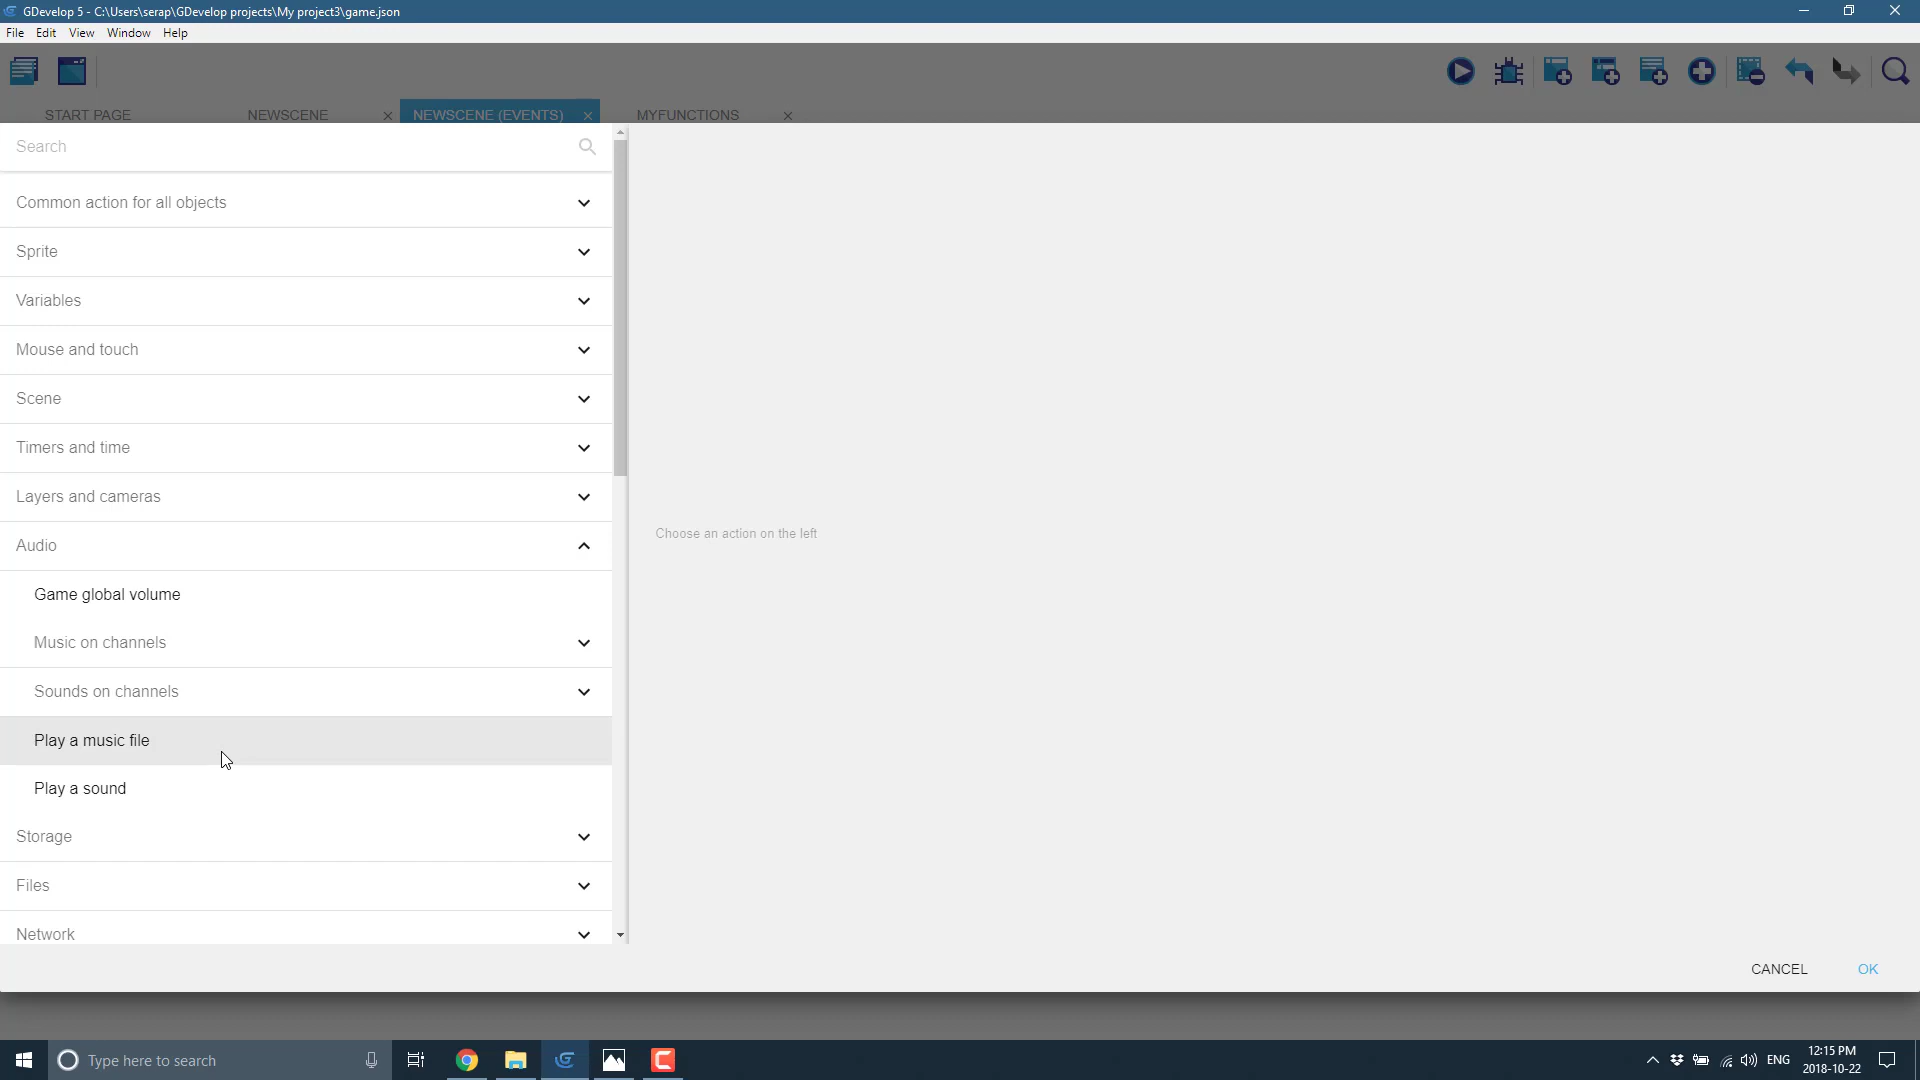 GDevelop 5 - C:\Users\serap\GDevelop projects\My project3\game.json
File Edit View Window Help
START PAGE NEWSCENE NEWSCENE (EVENTS) MYFUNCTIONS
Search
Common action for all objects
Sprite
Variables
Mouse and touch
Scene
Timers and time
Layers and cameras
Choose an action on the left
Audio
Game global volume
Music on channels
Sounds on channels
Play a music file
Play a sound
Storage
Files
Network
CANCEL OK
Type here to search
ENG
12:15 PM
2018-10-22